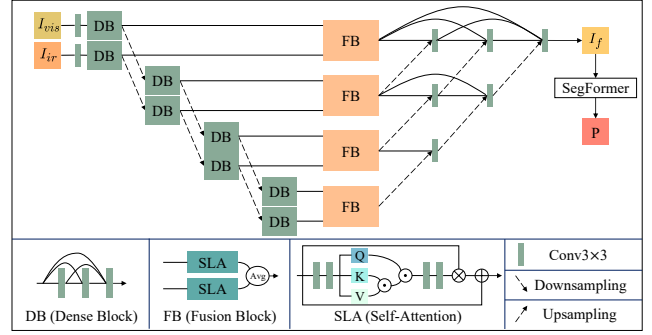 I_vis
DB
FB
I_f
I_ir
DB
SegFormer
DB
FB
DB
P
DB
FB
DB
DB
FB
DB
SLA
SLA
Avg
Q
K
V
Conv3×3
Downsampling
Upsampling
DB (Dense Block)
FB (Fusion Block)
SLA (Self-Attention)